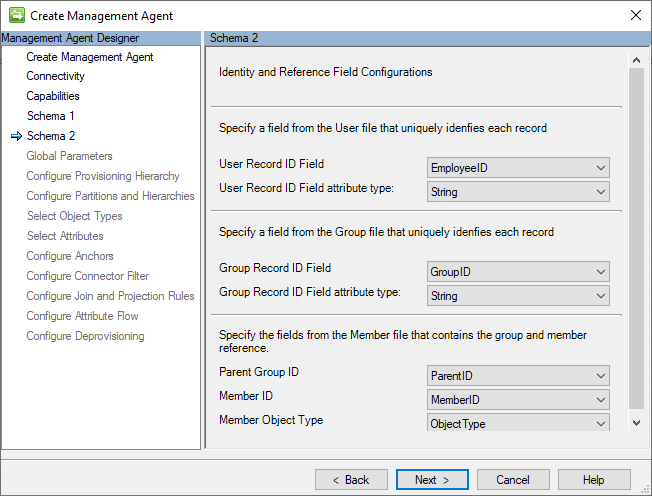 Create Management Agent
Management Agent Designer
Create Management Agent
Connectivity
Capabilities
Schema 1
Schema 2
Global Parameters
Configure Provisioning Hierarchy
Configure Partitions and Hierarchies
Select Object Types
Select Attributes
Configure Anchors
Configure Connector Filter
Configure Join and Projection Rules
Configure Attribute Flow
Configure Deprovisioning
Schema 2
Identity and Reference Field Configurations
Specify a field from the User file that uniquely idenfies each record
User Record ID Field EmployeeID
User Record ID Field attribute type: String
Specify a field from the Group file that uniquely idenfies each record
Group Record ID Field GroupID
Group Record ID Field attribute type: String
Specify the fields from the Member file that contains the group and member
reference.
Parent Group ID ParentID
Member ID MemberID
Member Object Type ObjectType
< Back Next > Cancel Help